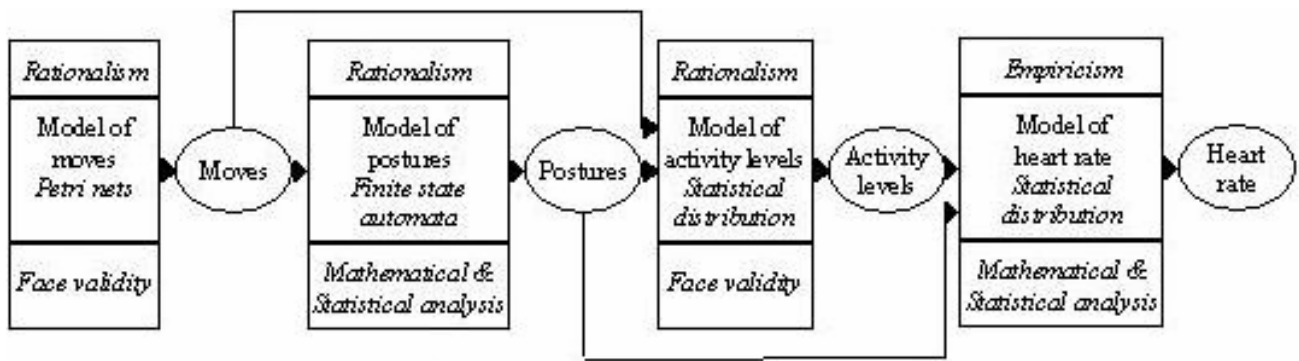 Rationalism
Model of
moves
Petri nets
Face validity
Moves
Rationalism
Model of
postures
Finite state
automata
Mathematical &
Statistical analysis
Postures
Rationalism
Model of
activity levels
Statistical
distribution
Face validity
Activity
levels
Empiricism
Model of
heart rate
Statistical
distribution
Mathematical &
Statistical analysis
Heart
rate